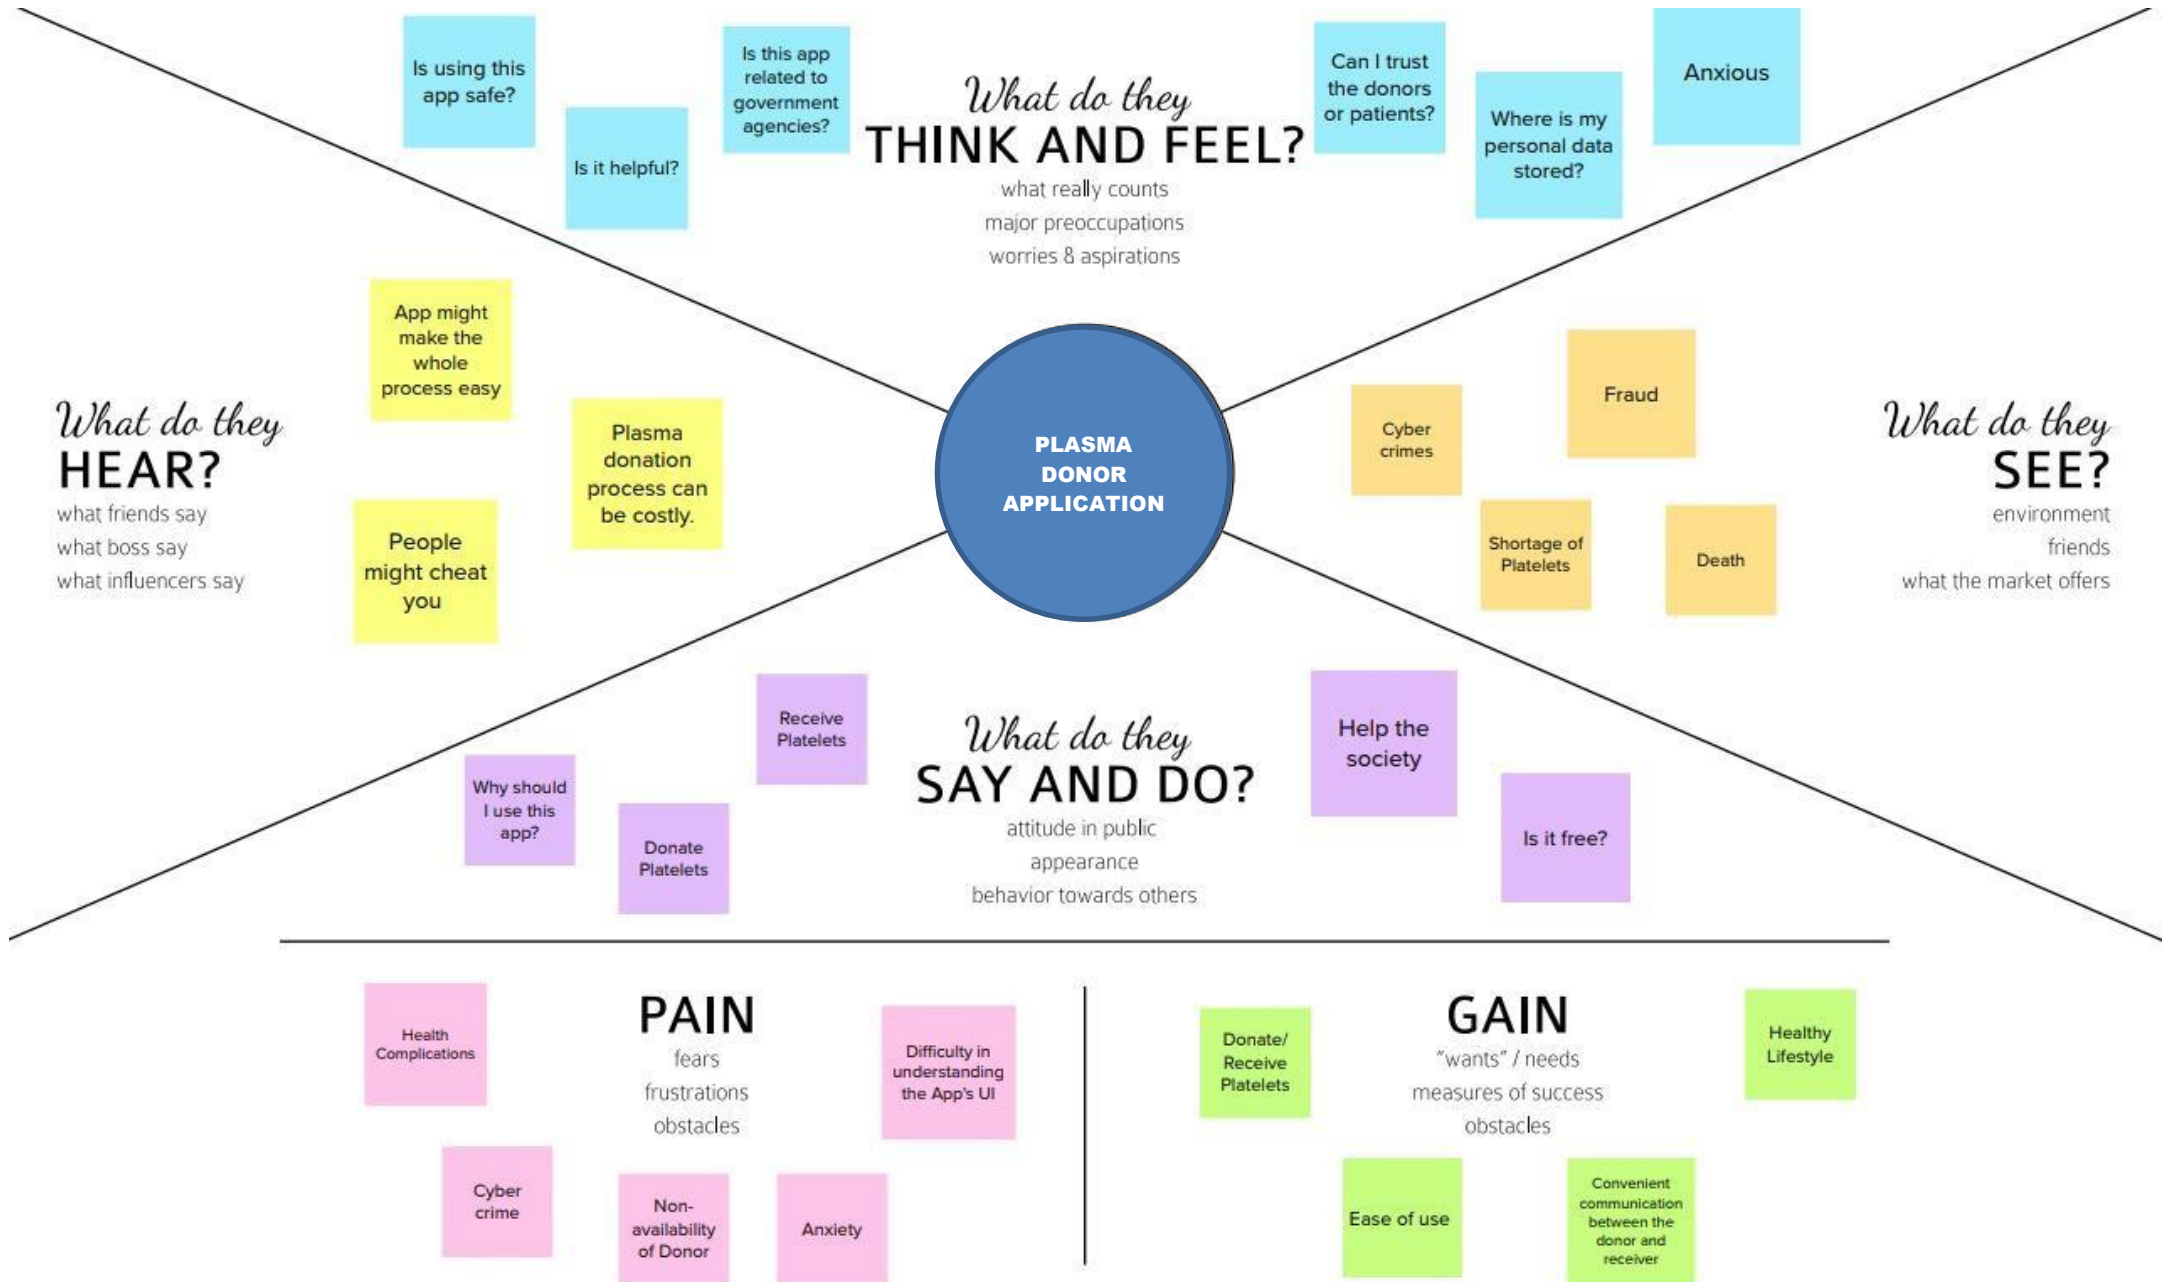 Is using this
app safe?
Is it helpful?
Is this app
related to
government
agencies?
What do they
THINK AND FEEL?
what really counts
major preoccupations
worries & aspirations
Can I trust
the donors
or patients?
Where is my
personal data
stored?
Anxious
What do they
HEAR?
what friends say
what boss say
what influencers say
App might
make the
whole
process easy
Plasma
donation
process can
be costly.
People
might cheat
you
PLASMA
DONOR
APPLICATION
Cyber
crimes
Fraud
Shortage of
Platelets
Death
What do they
SEE?
environment
friends
what the market offers
Why should
I use this
app?
Receive
Platelets
Donate
Platelets
What do they
SAY AND DO?
attitude in public
appearance
behavior towards others
Help the
society
Is it free?
PAIN
fears
frustrations
obstacles
Health
Complications
Difficulty in
understanding
the App's UI
Cyber
crime
Non-
availability
of Donor
Anxiety
GAIN
"wants" / needs
measures of success
obstacles
Donate/
Receive
Platelets
Healthy
Lifestyle
Ease of use
Convenient
communication
between the
donor and
receiver